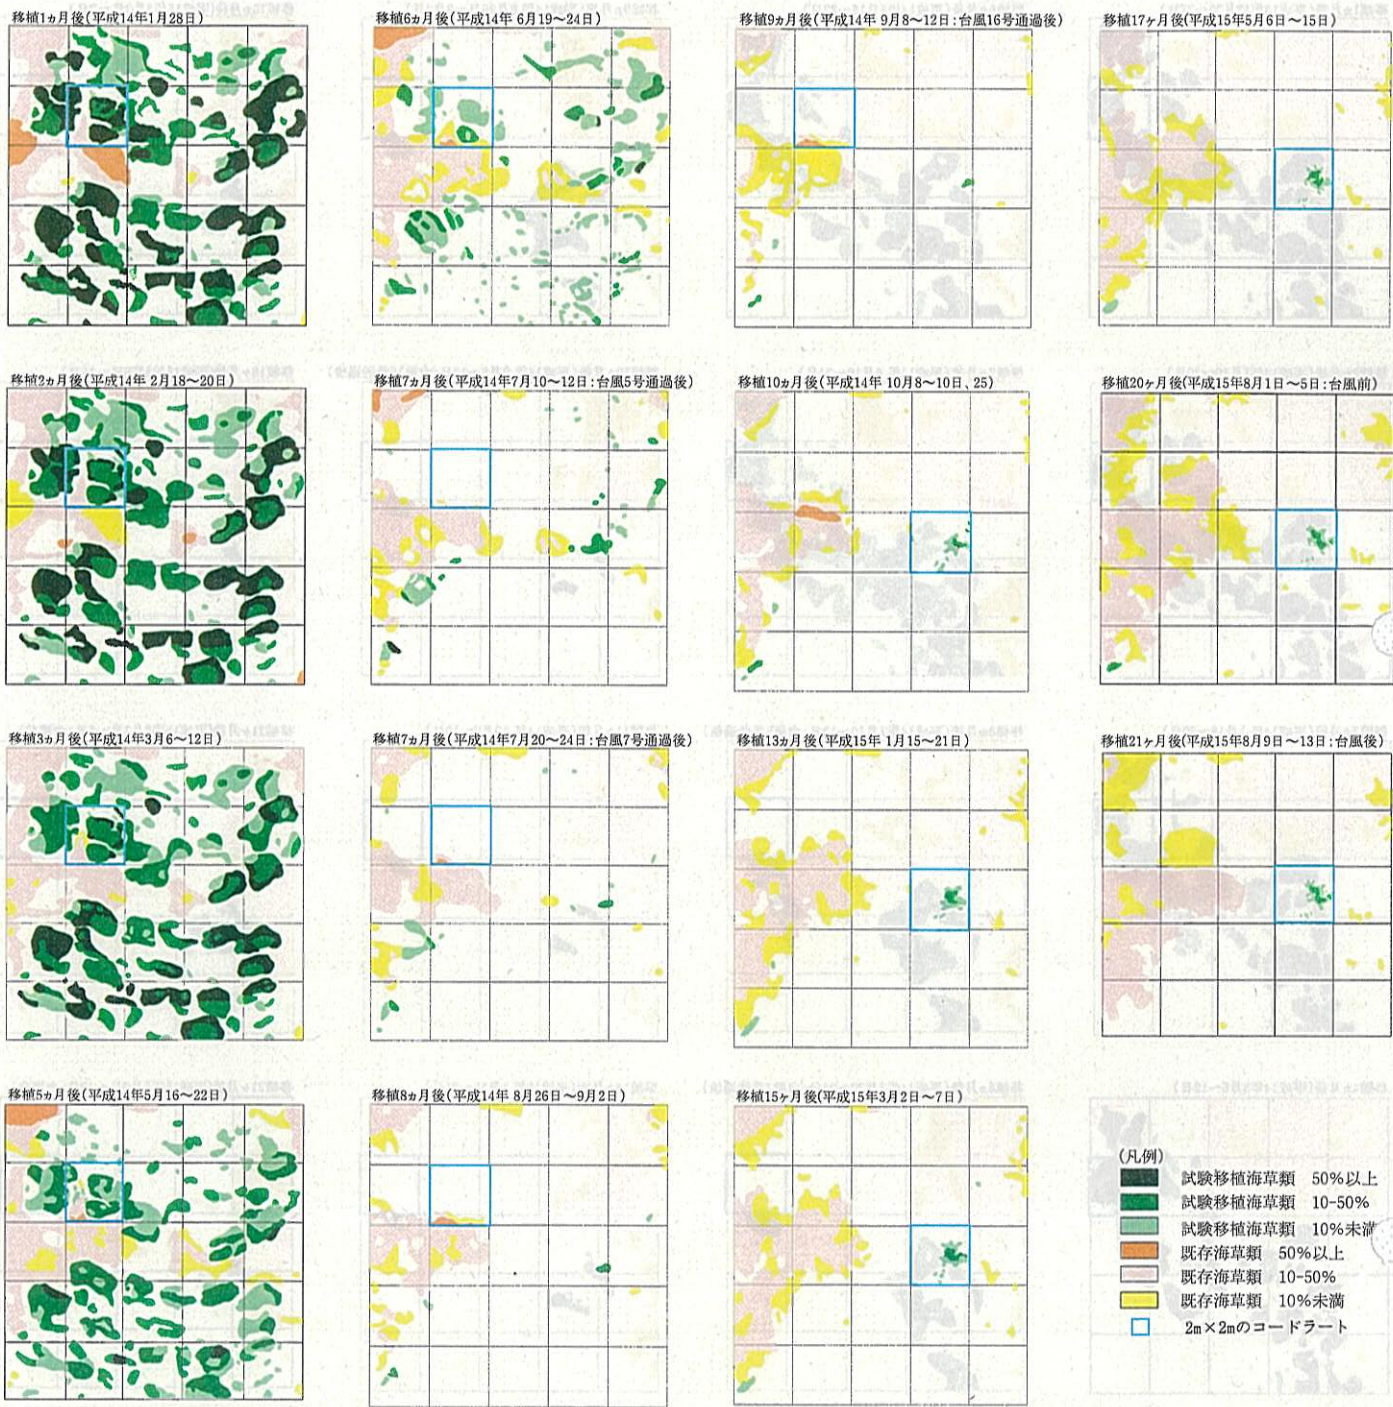 移植1ヵ月後(平成14年1月28日)
移植2ヵ月後(平成14年 2月18〜20日)
移植3ヵ月後(平成14年3月6〜12日)
移植5ヵ月後(平成14年5月16〜22日)
移植6ヵ月後(平成14年 6月19〜24日)
移植7ヵ月後(平成14年7月10〜12日:台風5号通過後)
移植7ヵ月後(平成14年7月20〜24日:台風7号通過後)
移植8ヵ月後(平成14年 8月26日〜9月2日)
移植9ヵ月後(平成14年 9月8〜12日:台風16号通過後)
移植10ヵ月後(平成14年 10月8〜10日、25)
移植13ヵ月後(平成15年 1月15〜21日)
移植15ヶ月後(平成15年3月2日〜7日)
移植17ヶ月後(平成15年5月6日〜15日)
移植20ヶ月後(平成15年8月1日〜5日:台風前)
移植21ヶ月後(平成15年8月9日〜13日:台風後)
(凡例)
試験移植海草類 50%以上
試験移植海草類 10-50%
試験移植海草類 10%未満
既存海草類 50%以上
既存海草類 10-50%
既存海草類 10%未満
2m×2mのコードラート